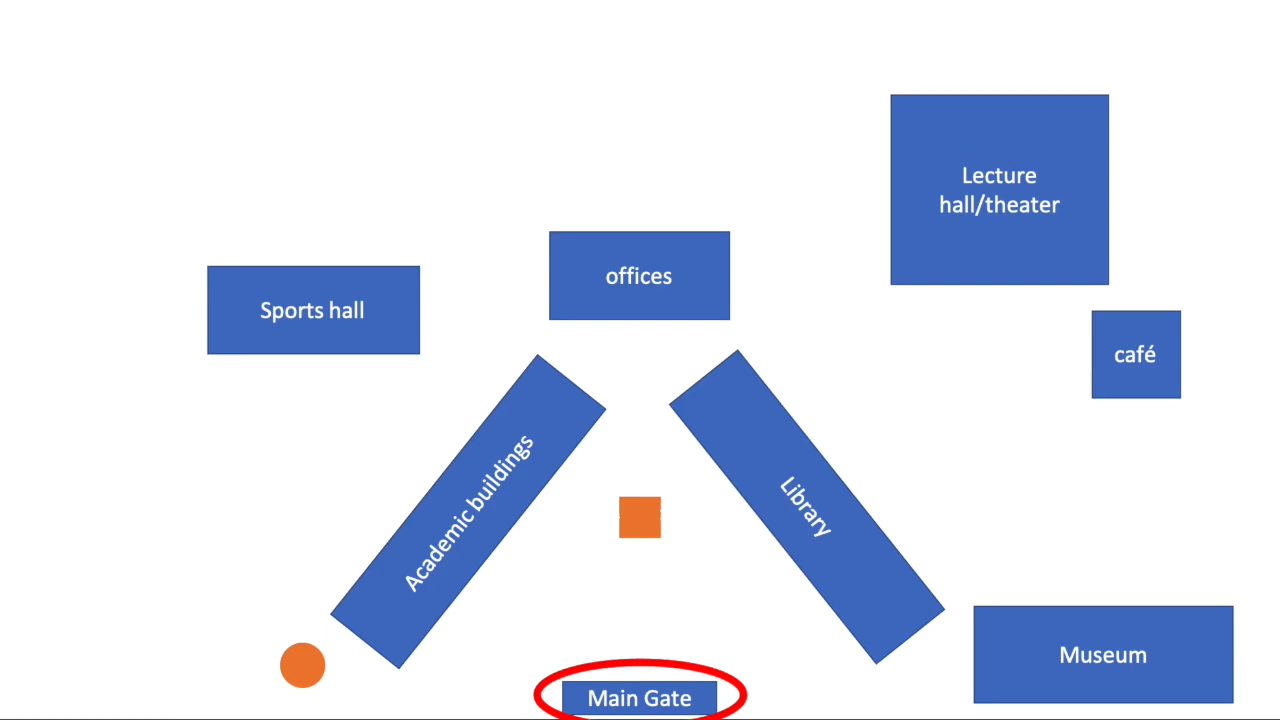 Lecture
hall/theater
offices
Sports hall
café
Academic buildings
Library
Museum
Main Gate